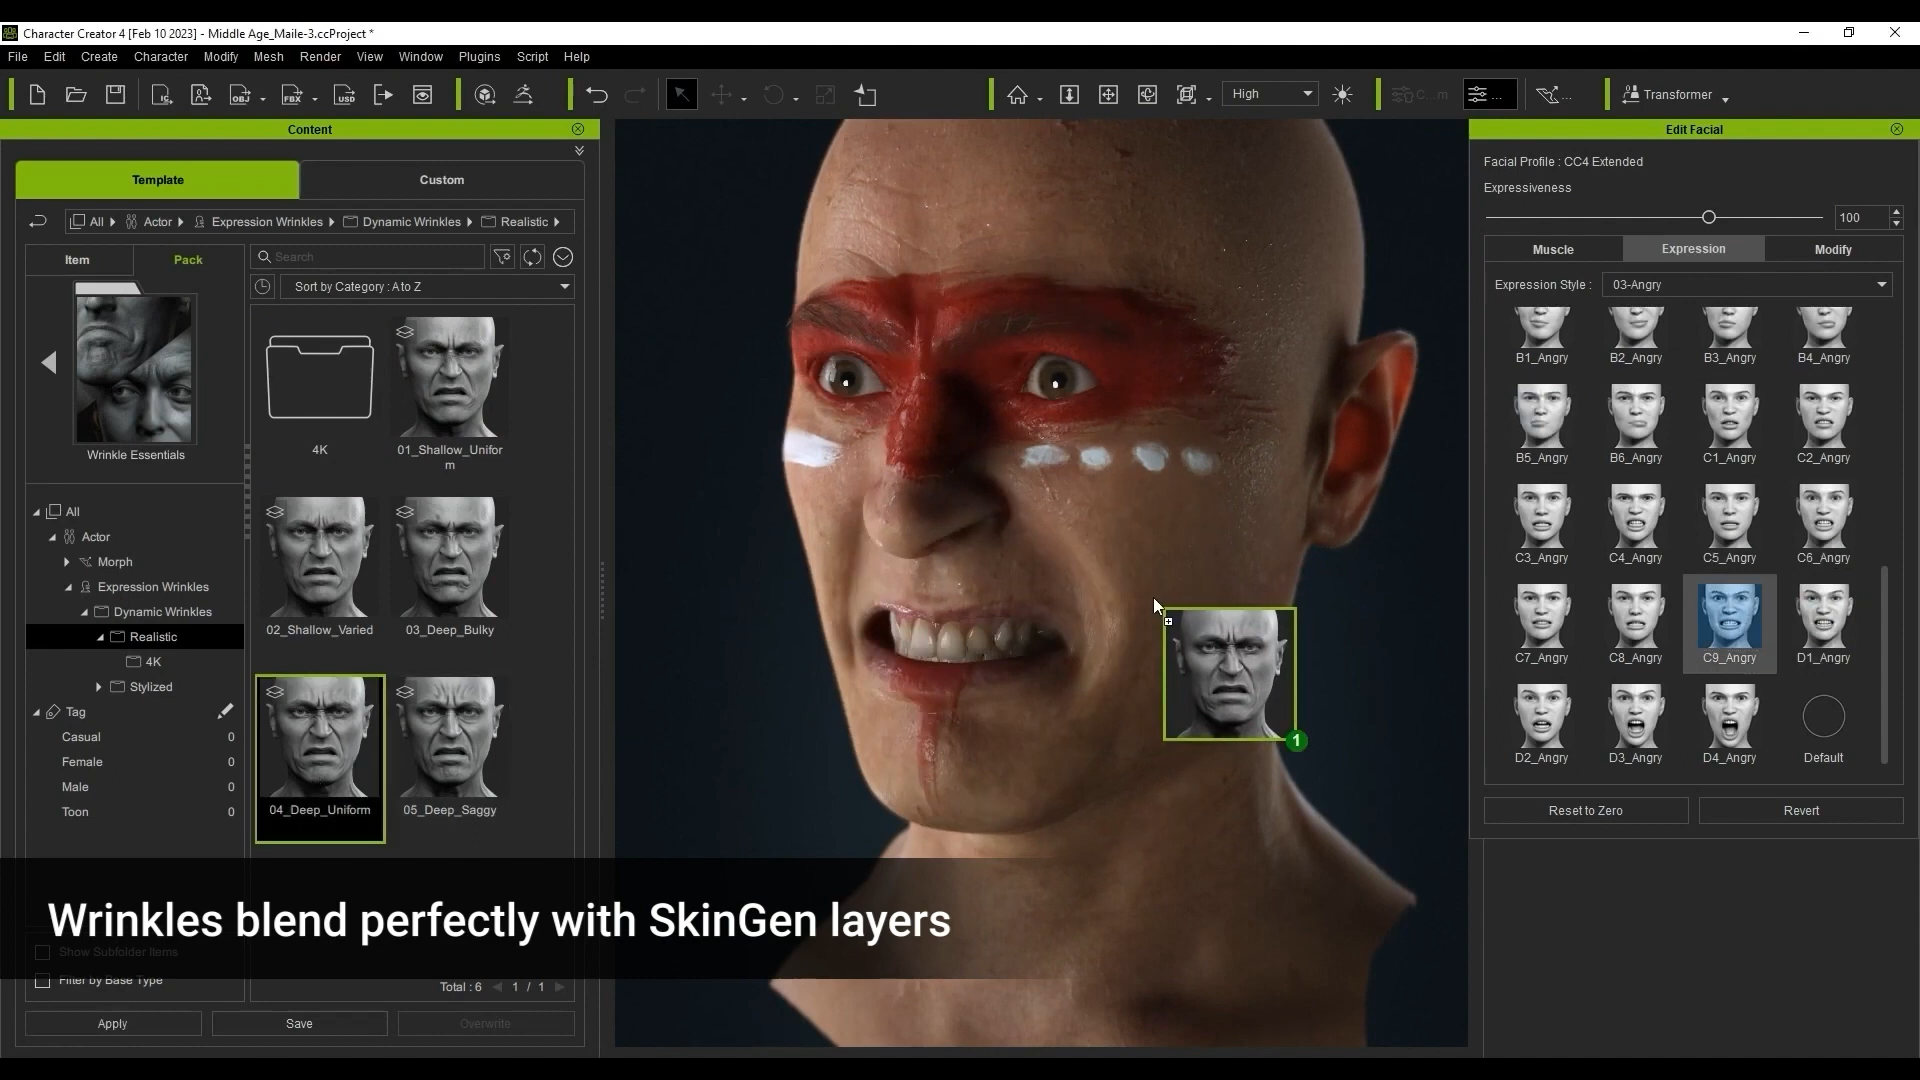 Character Creator 4 [Feb 10 2023] - Middle Age_Maile-3.ccProject *
File Edit Create Character Modify Mesh Render View Window Plugins Script Help
OBJ FBX USD High C...m ... ... Transformer
Content
Template Custom
All Actor Expression Wrinkles Dynamic Wrinkles Realistic
Item Pack
Search
Sort by Category : A to Z
Wrinkle Essentials
All
Actor
Morph
Expression Wrinkles
Dynamic Wrinkles
Realistic
4K
Stylized
Tag
Casual 0
Female 0
Male 0
Toon 0
4K
01_Shallow_Unifor
m
02_Shallow_Varied
03_Deep_Bulky
04_Deep_Uniform
05_Deep_Saggy
1
Wrinkles blend perfectly with SkinGen layers
Show Subfolder Items
Filter by Base Type
Total : 6 1 / 1
Apply Save Overwrite
Edit Facial
Facial Profile : CC4 Extended
Expressiveness
100
Muscle Expression Modify
Expression Style : 03-Angry
B1_Angry B2_Angry B3_Angry B4_Angry
B5_Angry B6_Angry C1_Angry C2_Angry
C3_Angry C4_Angry C5_Angry C6_Angry
C7_Angry C8_Angry C9_Angry D1_Angry
D2_Angry D3_Angry D4_Angry Default
Reset to Zero Revert